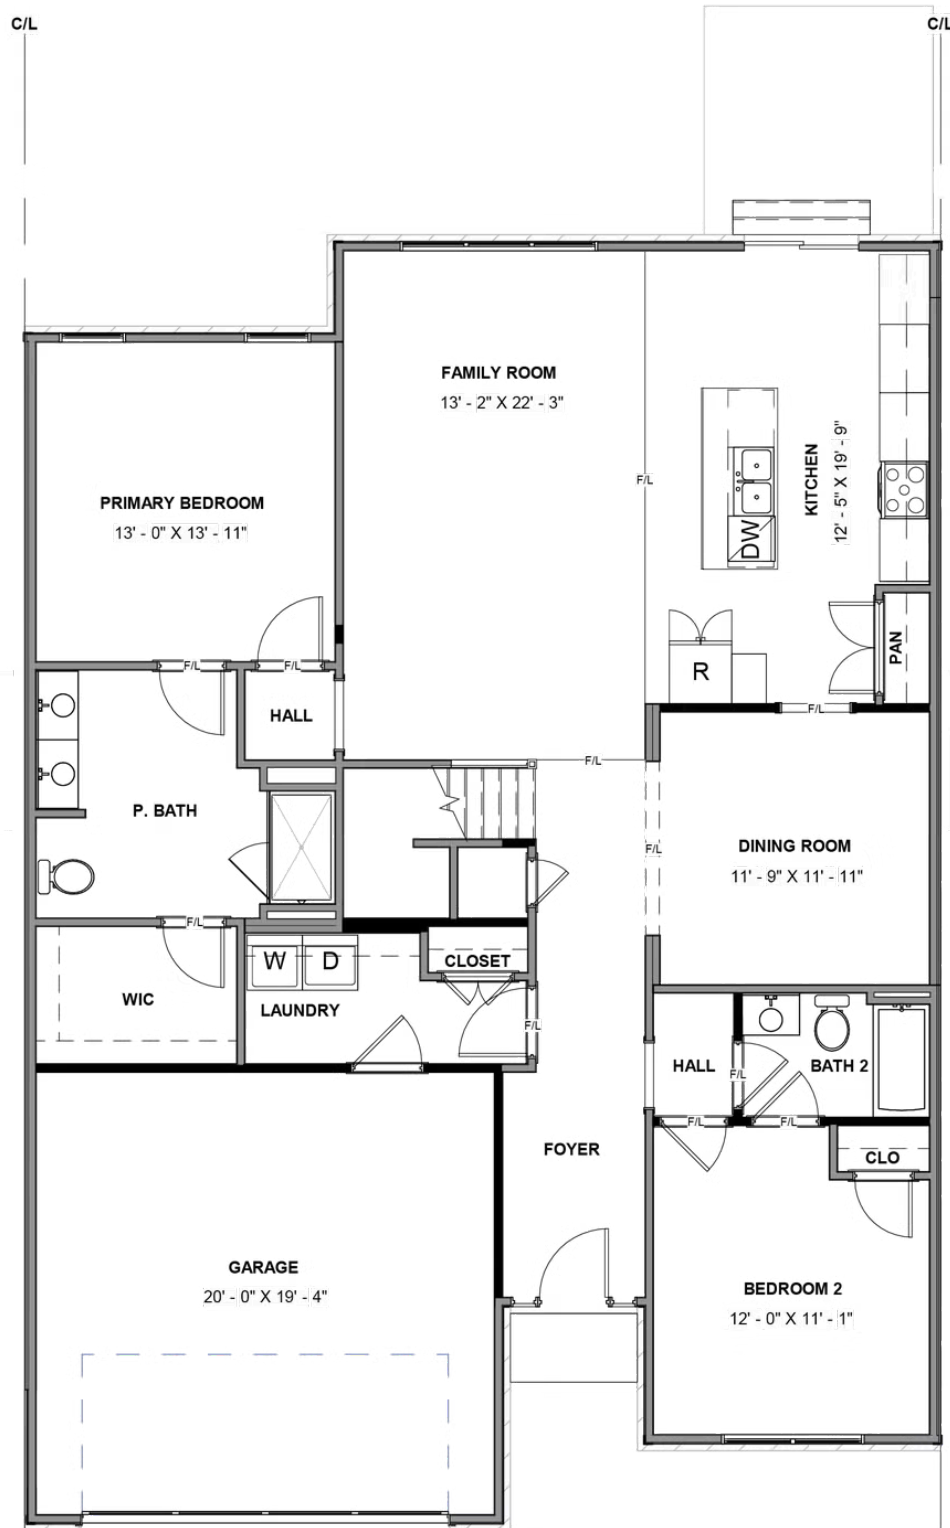 C/L
C/L
FAMILY ROOM
13' - 2" X 22' - 3"
KITCHEN
12' - 5" X 19' - 9"
F/L
DW
PRIMARY BEDROOM
13' - 0" X 13' - 11"
PAN
F/L
F/L
R
HALL
F/L
F/L
P. BATH
F/L
DINING ROOM
11' - 9" X 11' - 11"
F/L
W
D
CLOSET
WIC
LAUNDRY
F/L
HALL
F/L
BATH 2
F/L
F/L
FOYER
CLO
GARAGE
20' - 0" X 19' - 4"
BEDROOM 2
12' - 0" X 11' - 1"